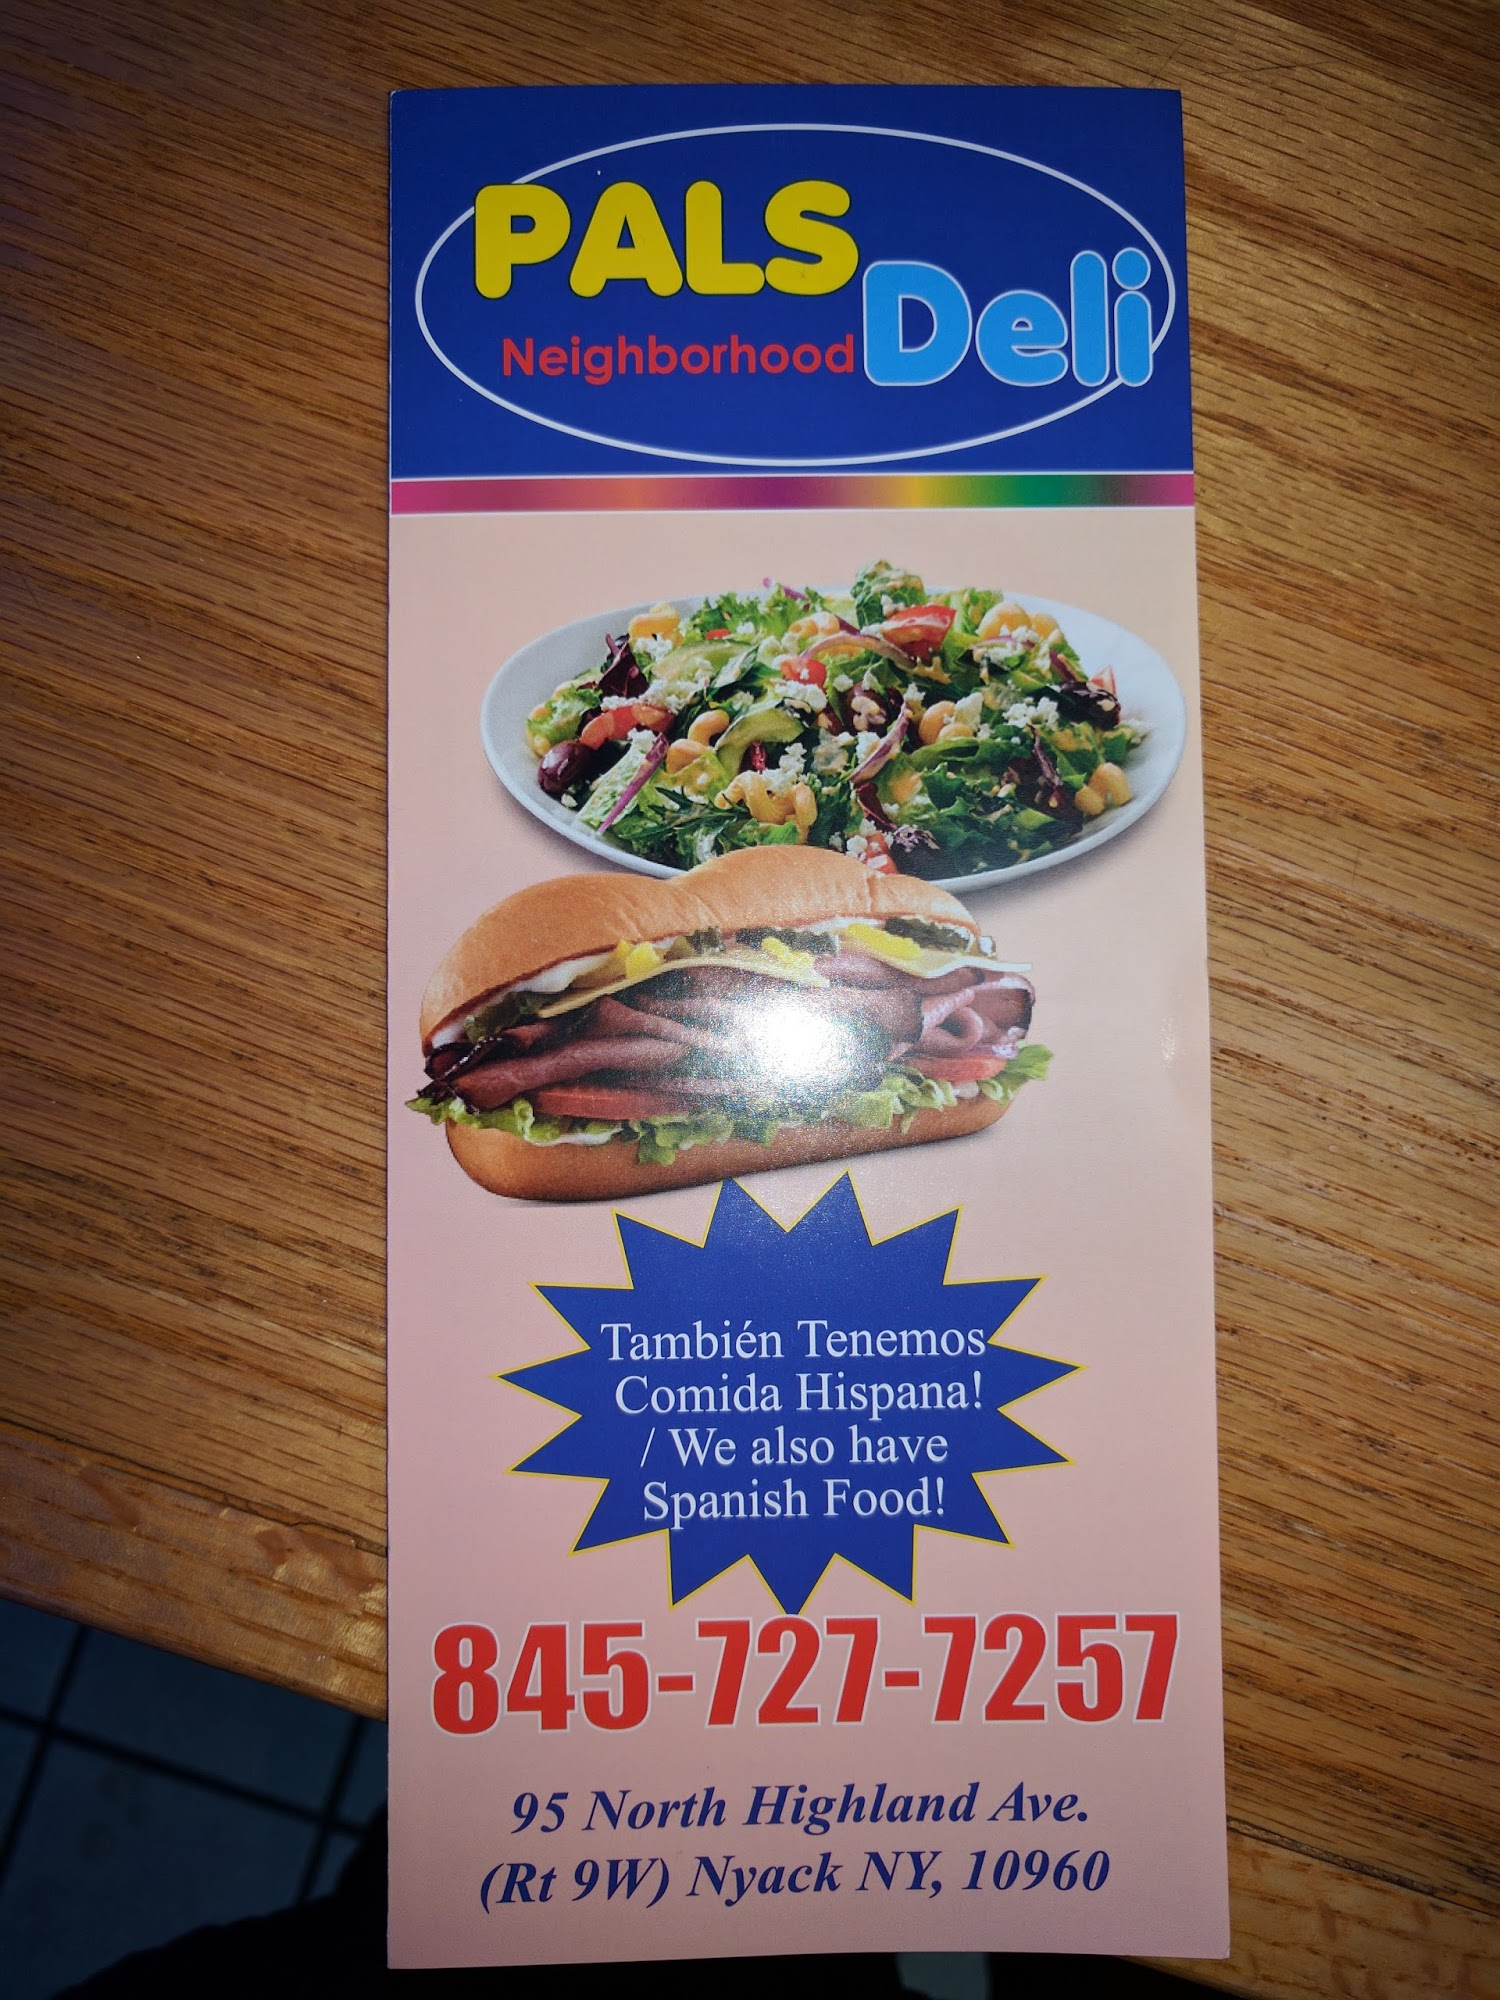 PALS
Neighborhood Deli
También Tenemos
Comida Hispana!
/ We also have
Spanish Food!
845-727-7257
95 North Highland Ave.
(Rt 9W) Nyack NY, 10960